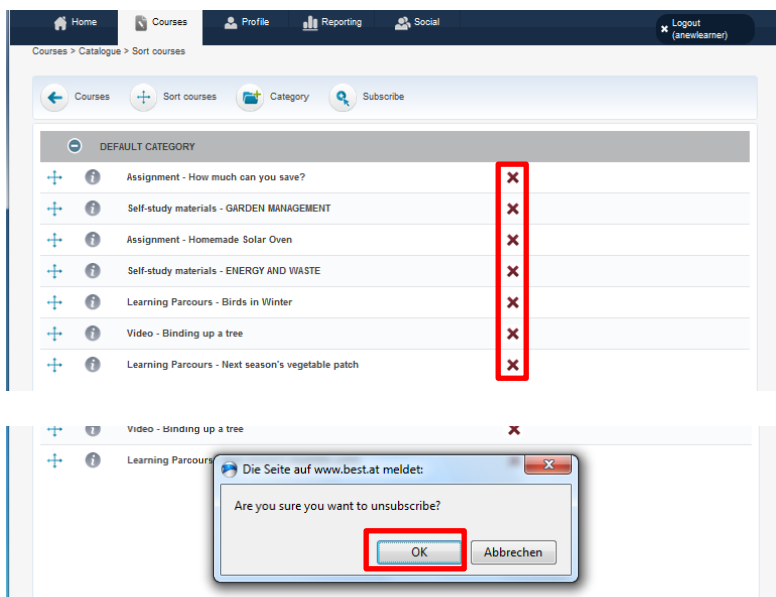 Home Courses Profile Reporting Social Logout
(anewlearner)
Courses > Catalogue > Sort courses
Courses Sort courses Category Subscribe
DEFAULT CATEGORY
Assignment - How much can you save?
Self-study materials - GARDEN MANAGEMENT
Assignment - Homemade Solar Oven
Self-study materials - ENERGY AND WASTE
Learning Parcours - Birds in Winter
Video - Binding up a tree
Learning Parcours - Next season's vegetable patch
Video - Binding up a tree
Learning Parcours
Die Seite auf www.best.at meldet:
Are you sure you want to unsubscribe?
OK Abbrechen